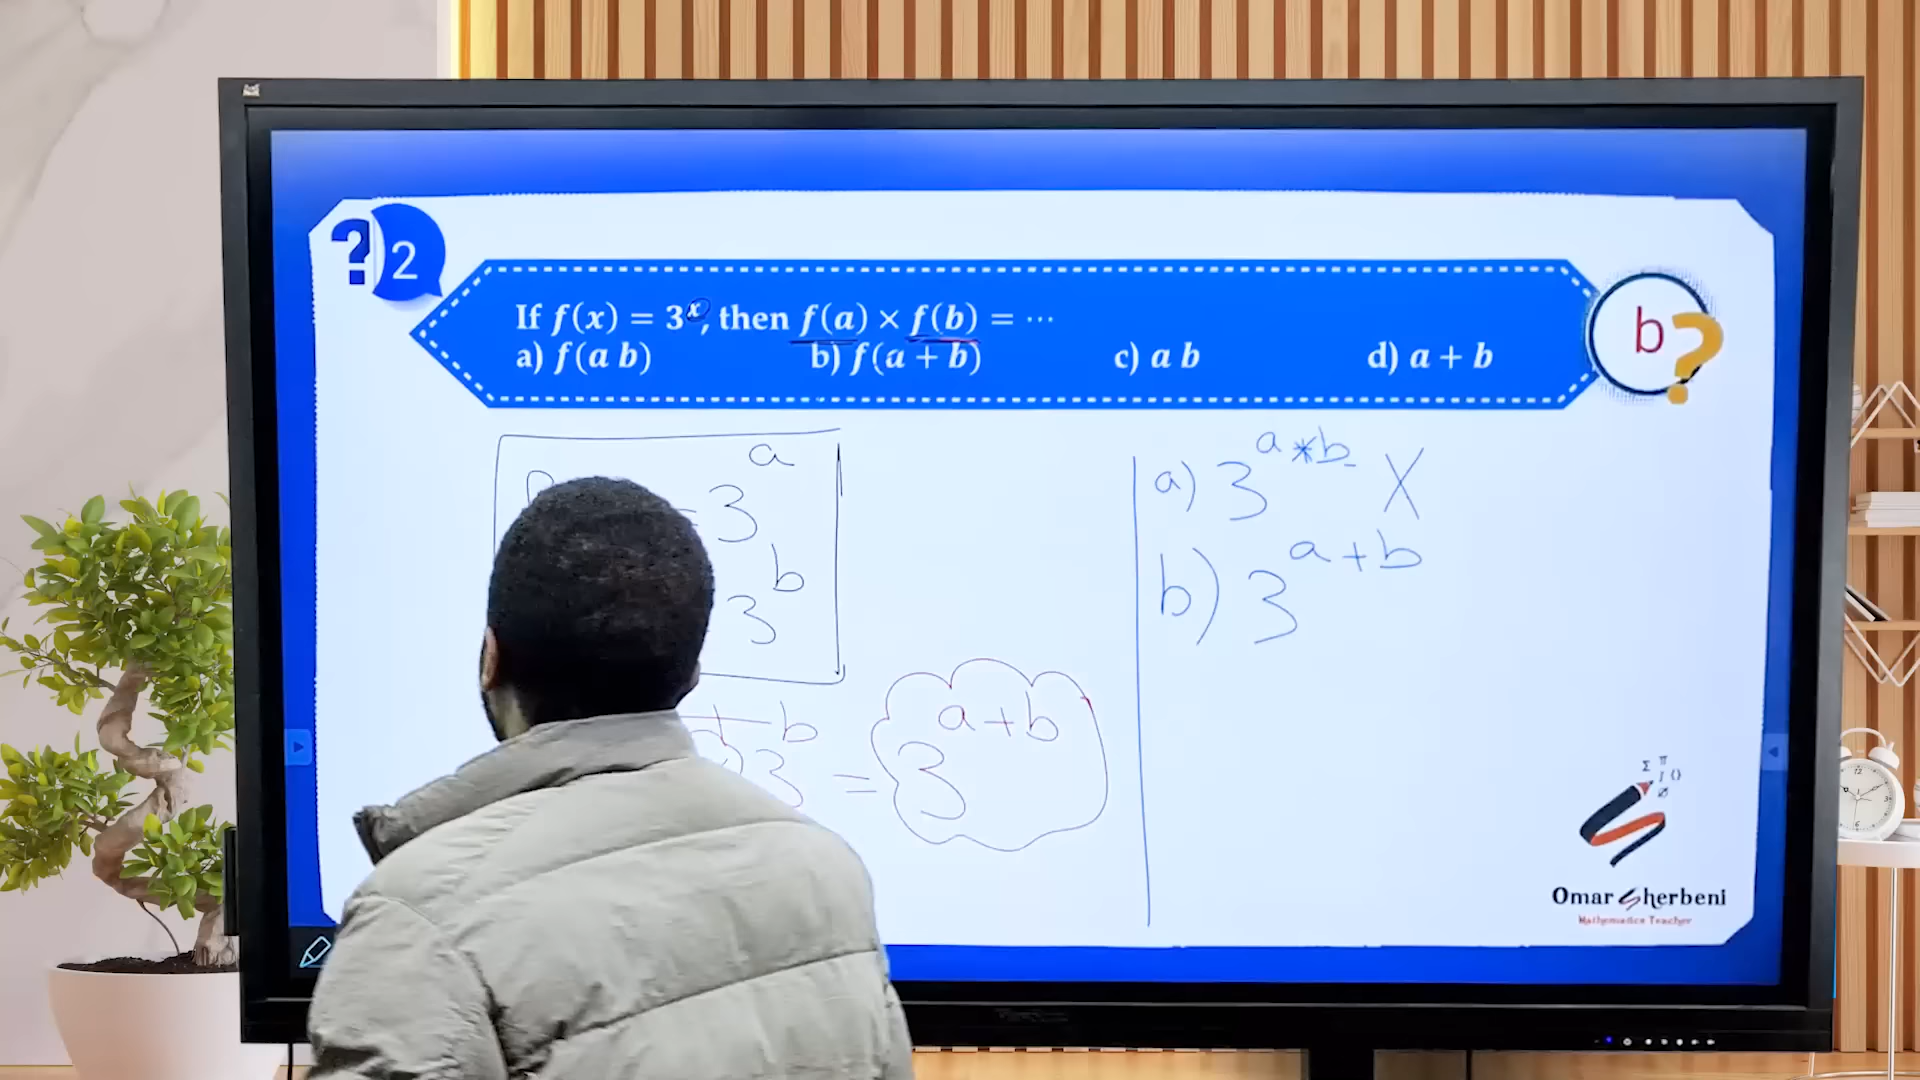 ? 2
If f(x) = 3^x, then f(a) × f(b) = ⋯
a) f(a b) b) f(a + b) c) a b d) a + b
b ?
= 3^a
3^b
b
3 = 3^{a+b}
a) 3^{a*b} X
b) 3^{a+b}
Σ π
∫ {}
Omar Sherbeni
Mathematics Teacher